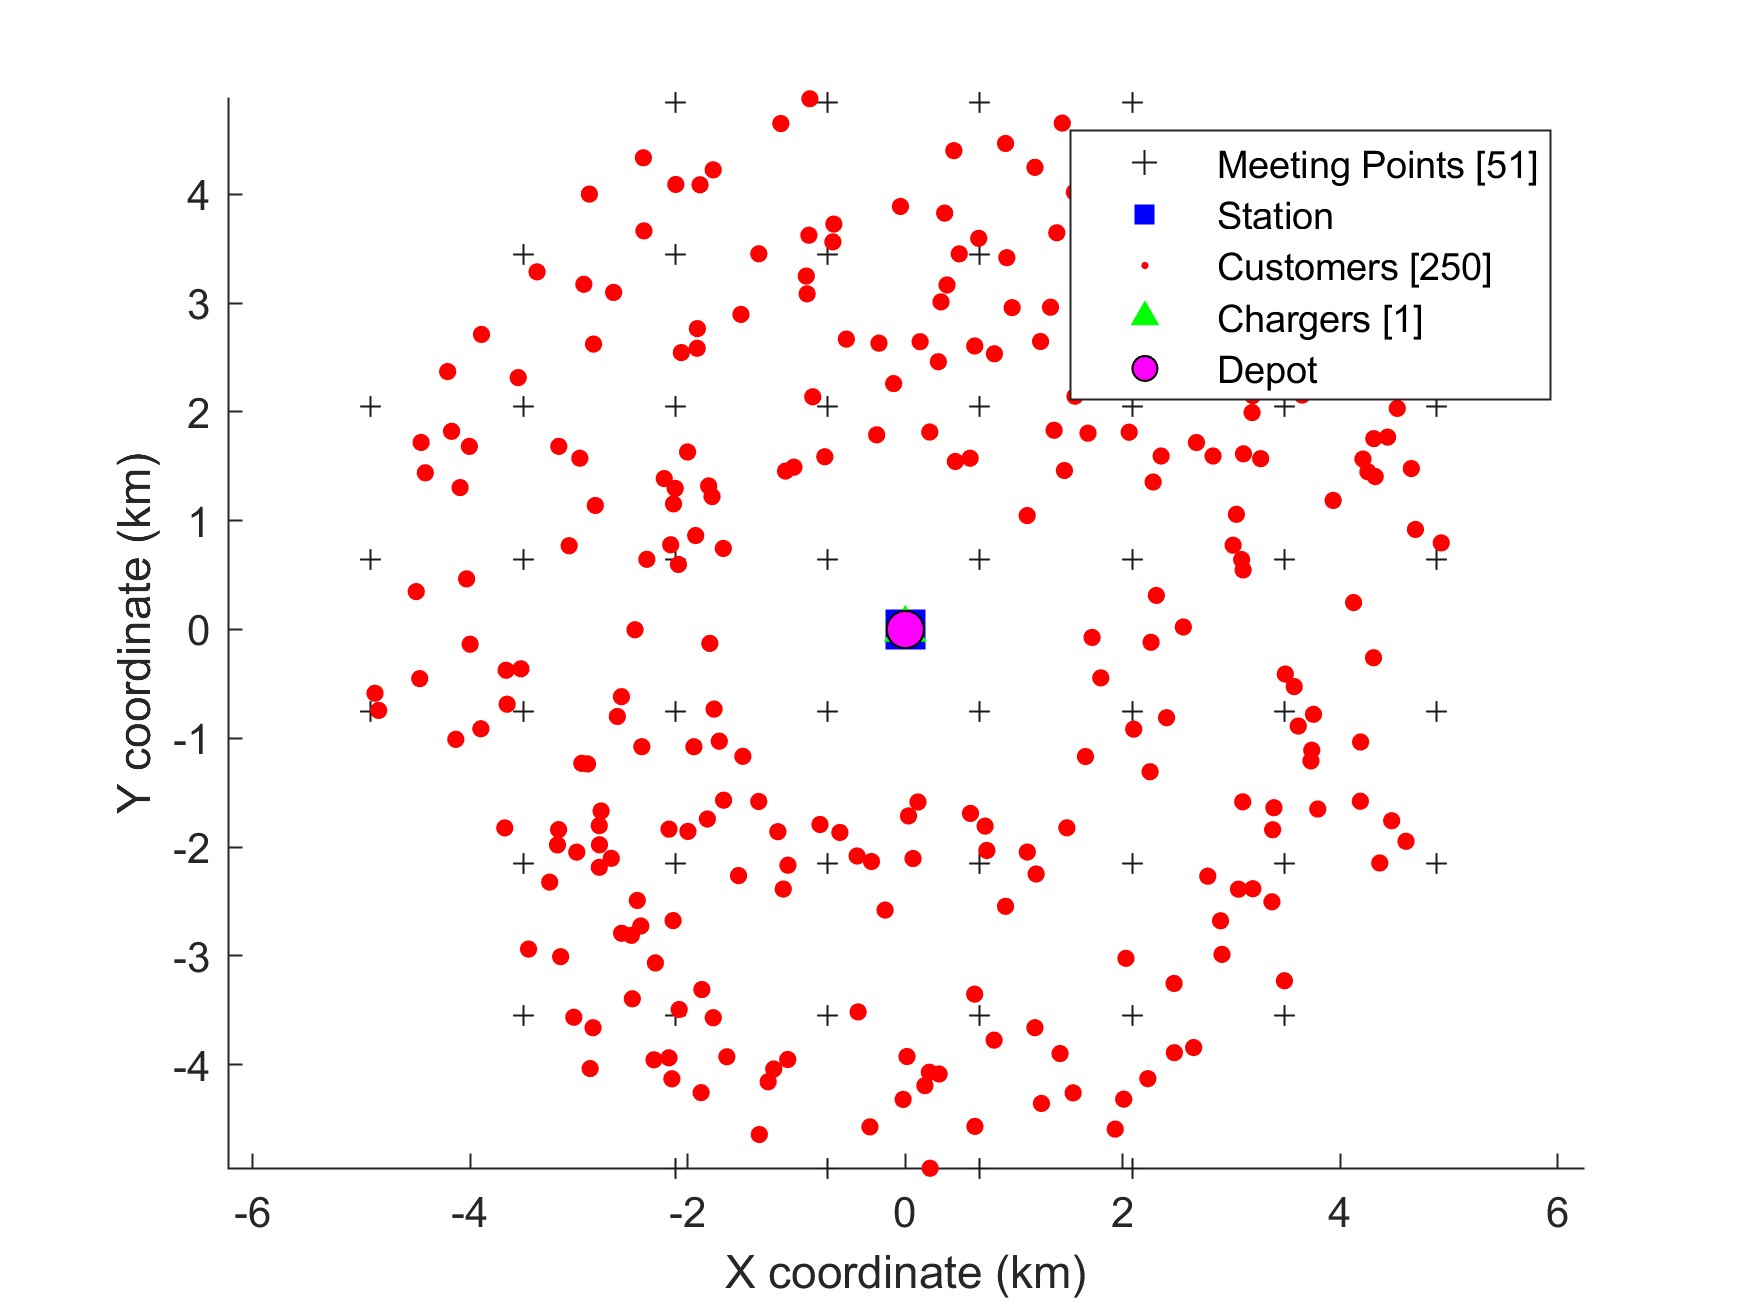 Meeting Points [51]
Station
Customers [250]
Chargers [1]
Depot
4
3
2
1
0
-1
-2
-3
-4
Y coordinate (km)
-6 -4 -2 0 2 4 6
X coordinate (km)